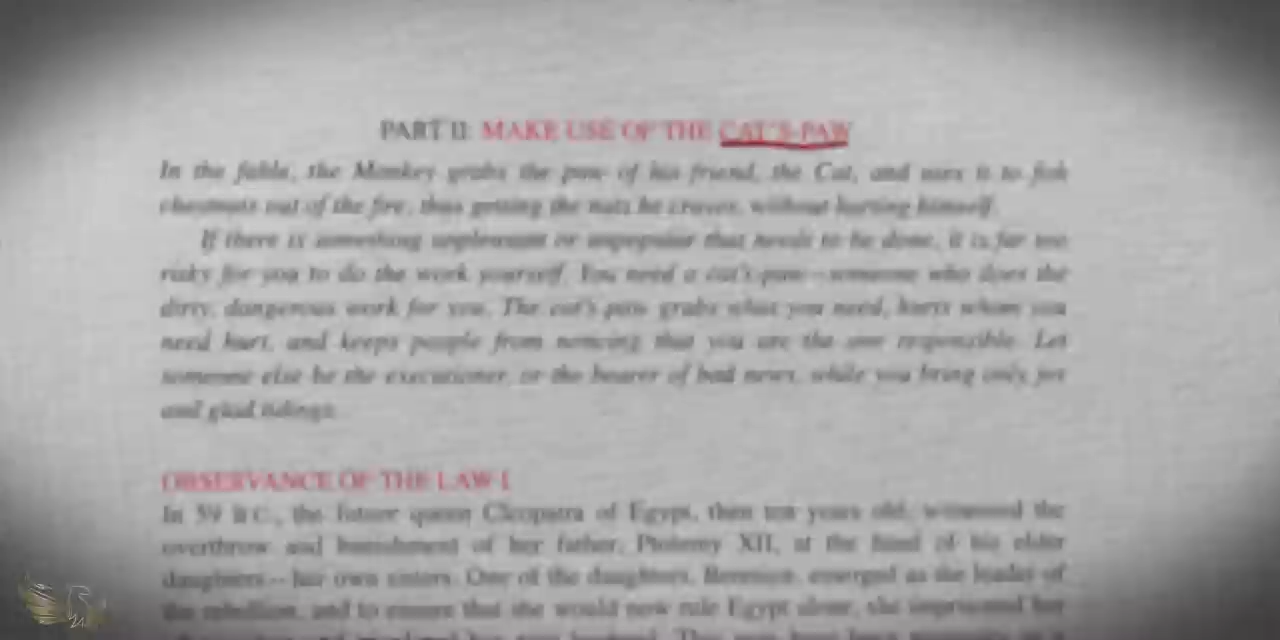 PART II: MAKE USE OF THE CAT'S-PAW
In the fable, the Monkey grabs the paw of his friend, the Cat, and uses it to fish
chestnuts out of the fire, thus getting the nuts he craves, without hurting himself.
If there is something unpleasant or unpopular that needs to be done, it is far too
risky for you to do the work yourself. You need a cat's-paw—someone who does the
dirty, dangerous work for you. The cat's-paw grabs what you need, hurts whom you
need hurt, and keeps people from noticing that you are the one responsible. Let
someone else be the executioner, or the bearer of bad news, while you bring only joy
and glad tidings.
OBSERVANCE OF THE LAW I
In 59 B.C., the future queen Cleopatra of Egypt, then ten years old, witnessed the
overthrow and banishment of her father, Ptolemy XII, at the hand of his elder
daughters—her own sisters. One of the daughters, Berenice, emerged as the leader of
the rebellion, and to ensure that she would now rule Egypt alone, she imprisoned her